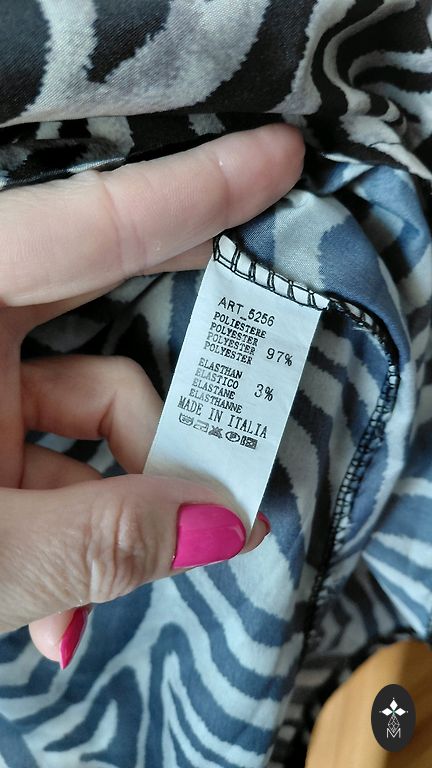 ART_5256
POLIESTERE
POLYESTER
POLYESTER 97%
POLYESTER
ELASTHAN
ELASTICO 3%
ELASTANE
ELASTHANNE
MADE IN ITALIA
M